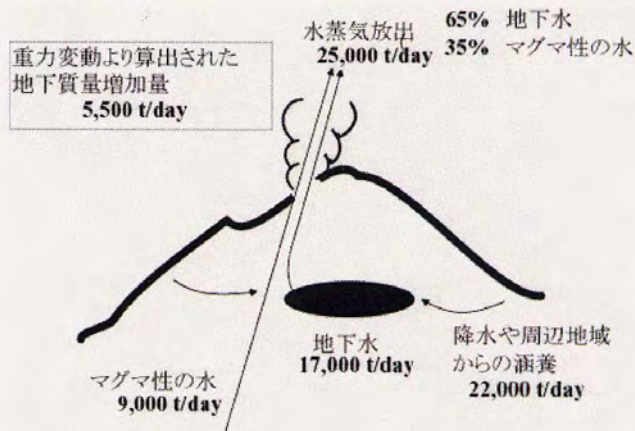 重力変動より算出された
地下質量増加量
5,500 t/day
水蒸気放出
25,000 t/day
65% 地下水
35% マグマ性の水
地下水
17,000 t/day
マグマ性の水
9,000 t/day
降水や周辺地域
からの涵養
22,000 t/day